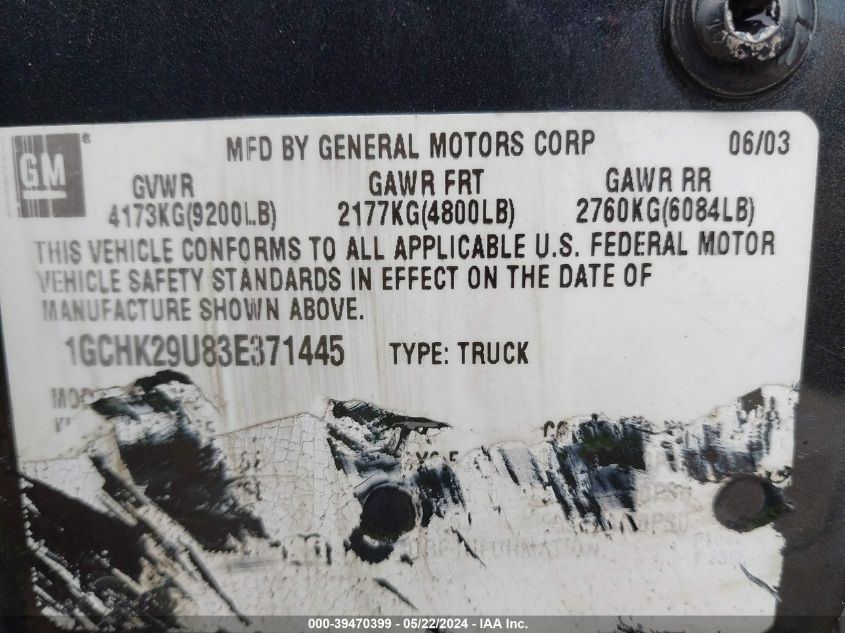 GM ®
MFD BY GENERAL MOTORS CORP 06/03
GVWR GAWR FRT GAWR RR
4173KG(9200LB) 2177KG(4800LB) 2760KG(6084LB)
THIS VEHICLE CONFORMS TO ALL APPLICABLE U.S. FEDERAL MOTOR
VEHICLE SAFETY STANDARDS IN EFFECT ON THE DATE OF
MANUFACTURE SHOWN ABOVE.
1GCHK29U83E371445 TYPE: TRUCK
INFORMATION
000-39470399 - 05/22/2024 - IAA Inc.